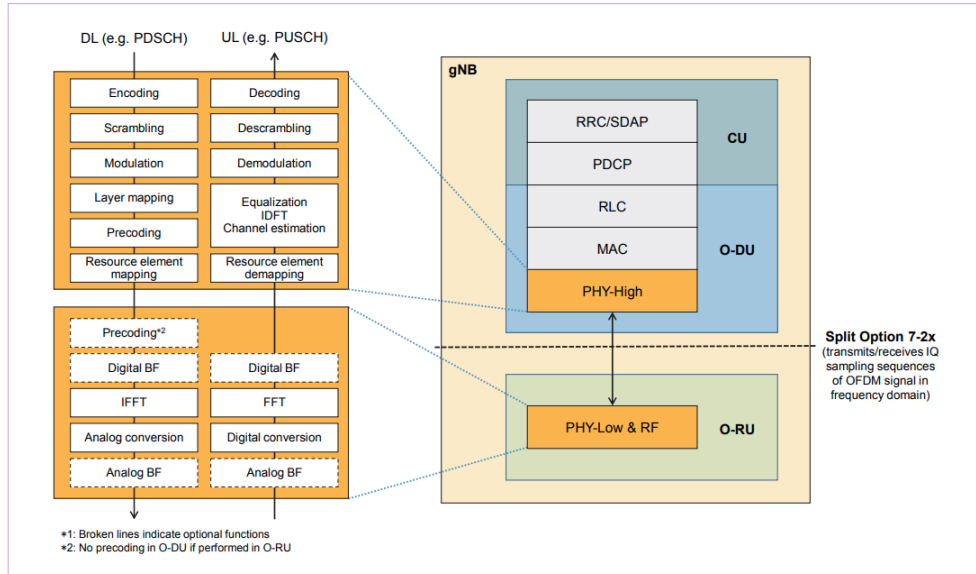 DL (e.g. PDSCH)
UL (e.g. PUSCH)
Encoding
Scrambling
Modulation
Layer mapping
Precoding
Resource element
mapping
Decoding
Descrambling
Demodulation
Equalization
IDFT
Channel estimation
Resource element
demapping
Precoding*2
Digital BF
IFFT
Analog conversion
Analog BF
Digital BF
FFT
Digital conversion
Analog BF
*1: Broken lines indicate optional functions
*2: No precoding in O-DU if performed in O-RU
gNB
RRC/SDAP
PDCP
CU
RLC
MAC
O-DU
PHY-High
Split Option 7-2x
(transmits/receives IQ
sampling sequences
of OFDM signal in
frequency domain)
PHY-Low & RF
O-RU